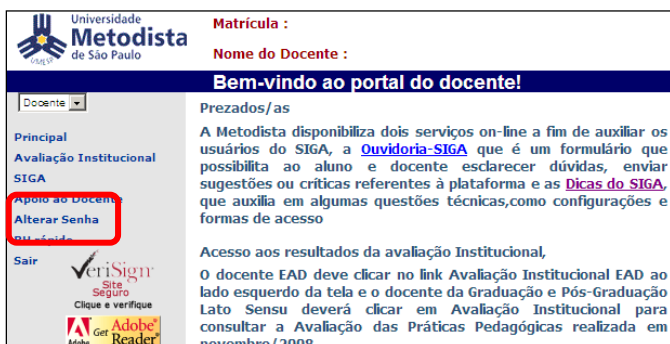 Universidade
Metodista
de São Paulo
UMESP
Matrícula :
Nome do Docente :
Bem-vindo ao portal do docente!
Docente
Principal
Avaliação Institucional
SIGA
Apoio ao Docente
Alterar Senha
RH rápido
Sair
VeriSign
Site
Seguro
Clique e verifique
Get Adobe®
Adobe Reader
Prezados/as
A Metodista disponibiliza dois serviços on-line a fim de auxiliar os
usuários do SIGA, a Ouvidoria-SIGA que é um formulário que
possibilita ao aluno e docente esclarecer dúvidas, enviar
sugestões ou críticas referentes à plataforma e as Dicas do SIGA,
que auxilia em algumas questões técnicas,como configurações e
formas de acesso
Acesso aos resultados da avaliação Institucional,
O docente EAD deve clicar no link Avaliação Institucional EAD ao
lado esquerdo da tela e o docente da Graduação e Pós-Graduação
Lato Sensu deverá clicar em Avaliação Institucional para
consultar a Avaliação das Práticas Pedagógicas realizada em
novembro/2008